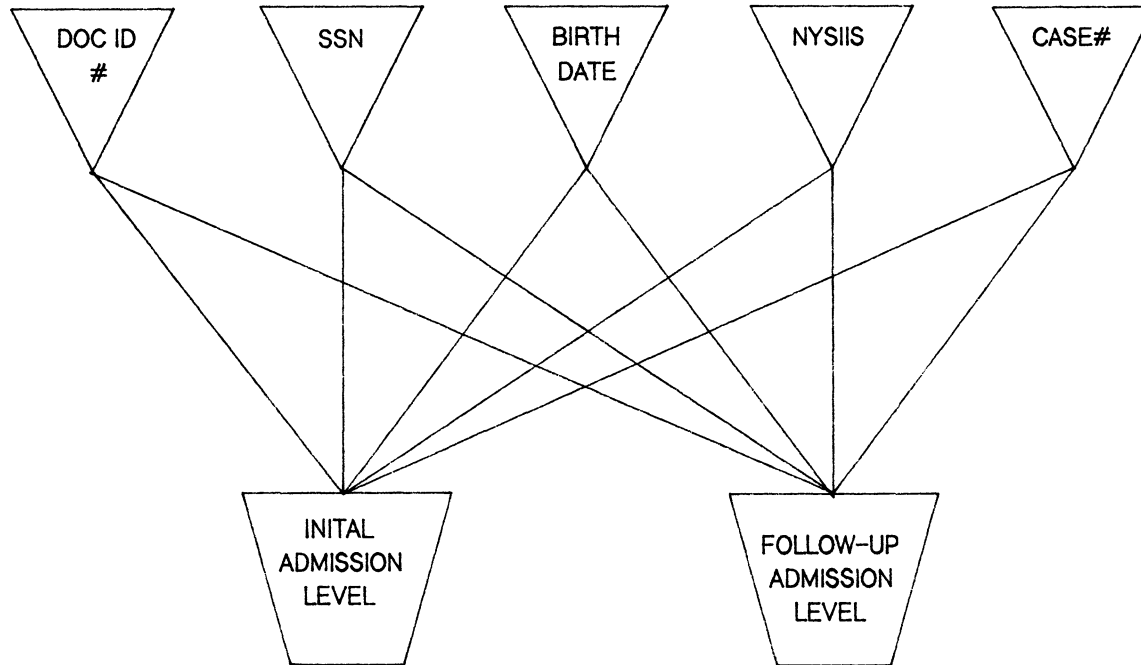 DOC ID
#
SSN
BIRTH
DATE
NYSIIS
CASE#
INITAL
ADMISSION
LEVEL
FOLLOW-UP
ADMISSION
LEVEL